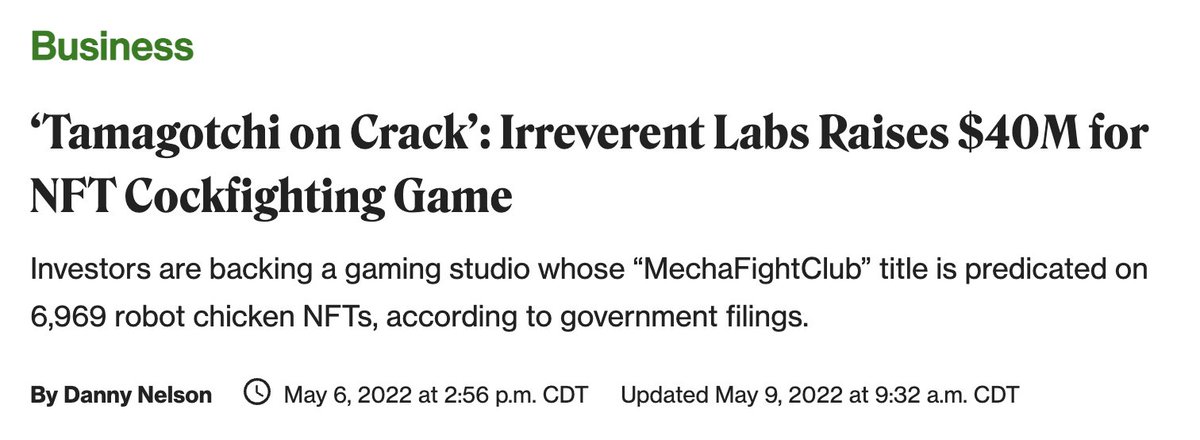 Business
‘Tamagotchi on Crack’: Irreverent Labs Raises $40M for
NFT Cockfighting Game
Investors are backing a gaming studio whose “MechaFightClub” title is predicated on
6,969 robot chicken NFTs, according to government filings.
By Danny Nelson May 6, 2022 at 2:56 p.m. CDT Updated May 9, 2022 at 9:32 a.m. CDT